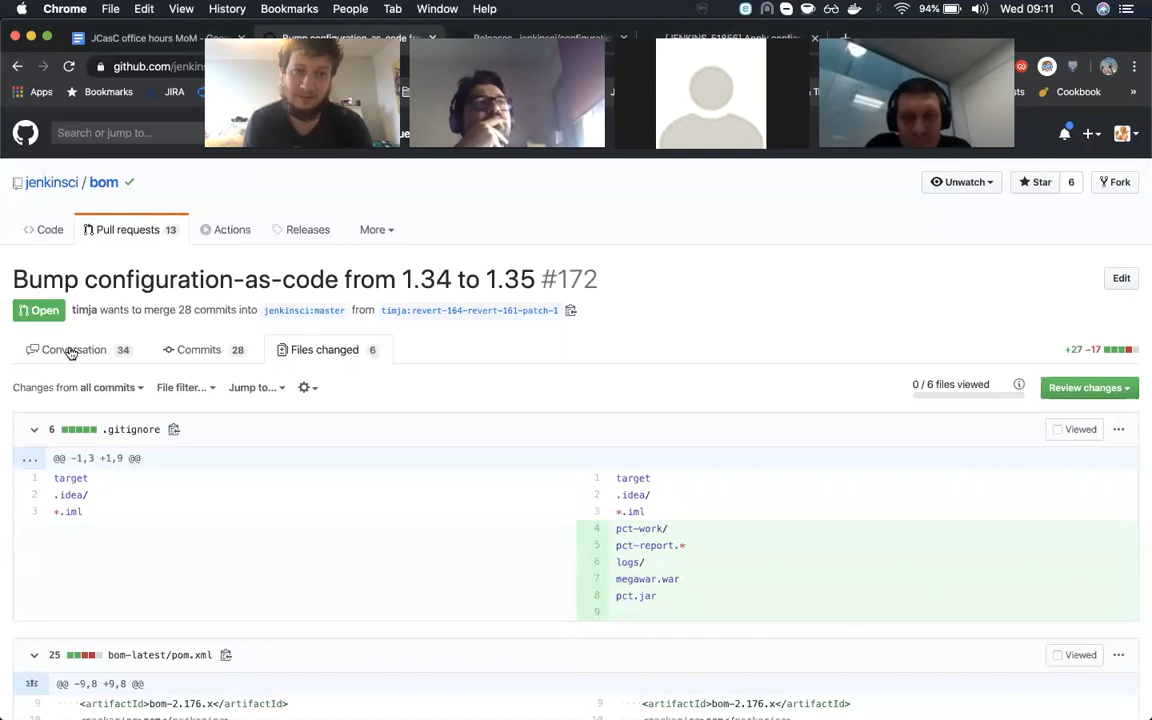 Chrome File Edit View History Bookmarks People Tab Window Help 94% Wed 09:11
JCasC office hours MoM Bump configuration-as-code fr Releases · jenkinsci/configurati [JENKINS-51856] Apply config
github.com/jenkins
Apps Bookmarks JIRA Cookbook »
Search or jump to...
jenkinsci / bom Unwatch Star 6 Fork
Code Pull requests 13 Actions Releases More
Bump configuration-as-code from 1.34 to 1.35 #172 Edit
Open timja wants to merge 28 commits into jenkinsci:master from timja:revert-164-revert-161-patch-1
Conversation 34 Commits 28 Files changed 6 +27 −17
Changes from all commits File filter... Jump to... 0 / 6 files viewed Review changes
6 .gitignore Viewed ...
... @@ -1,3 +1,9 @@
1 target 1 target
2 .idea/ 2 .idea/
3 *.iml 3 *.iml
4 pct-work/
5 pct-report.*
6 logs/
7 megawar.war
8 pct.jar
9
25 bom-latest/pom.xml Viewed ...
@@ -9,8 +9,8 @@
9 <artifactId>bom-2.176.x</artifactId> 9 <artifactId>bom-2.176.x</artifactId>